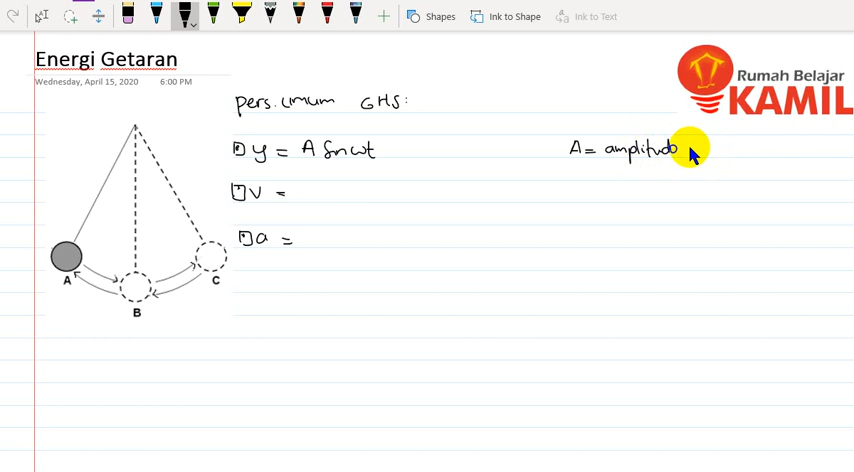 Shapes
Ink to Shape
Ink to Text
Energi Getaran
Wednesday, April 15, 2020 6:00 PM
Rumah Belajar
KAMIL
pers. umum GHS:
y = A sin ωt
A = amplitudo
v =
a =
A
B
C